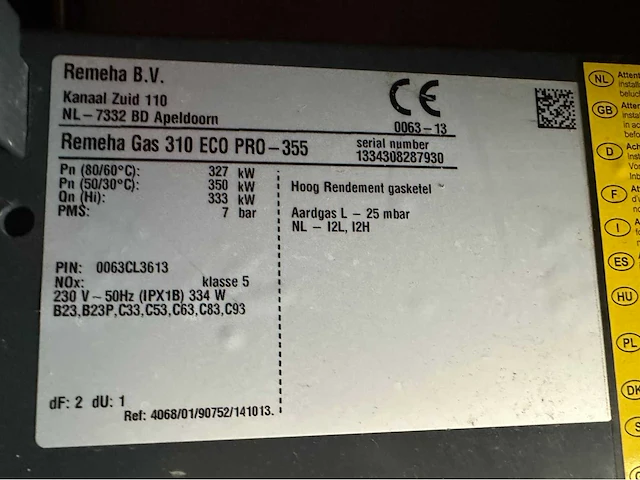 Remeha B.V.
Kanaal Zuid 110
NL-7332 BD Apeldoorn
CE
0063-13
Remeha Gas 310 ECO PRO-355
serial number
1334308287930
Pn (80/60°C): 327 kW
Pn (50/30°C): 350 kW
Qn (Hi): 333 kW
PMS: 7 bar
Hoog Rendement gasketel
Aardgas L - 25 mbar
NL - I2L, I2H
PIN: 0063CL3613
NOx: klasse 5
230 V ~ 50Hz (IPX1B) 334 W
B23,B23P,C33,C53,C63,C83,C93
dF: 2 dU: 1
Ref: 4068/01/90752/141013.
NL
GB
D
F
I
ES
HU
PL
DK
S